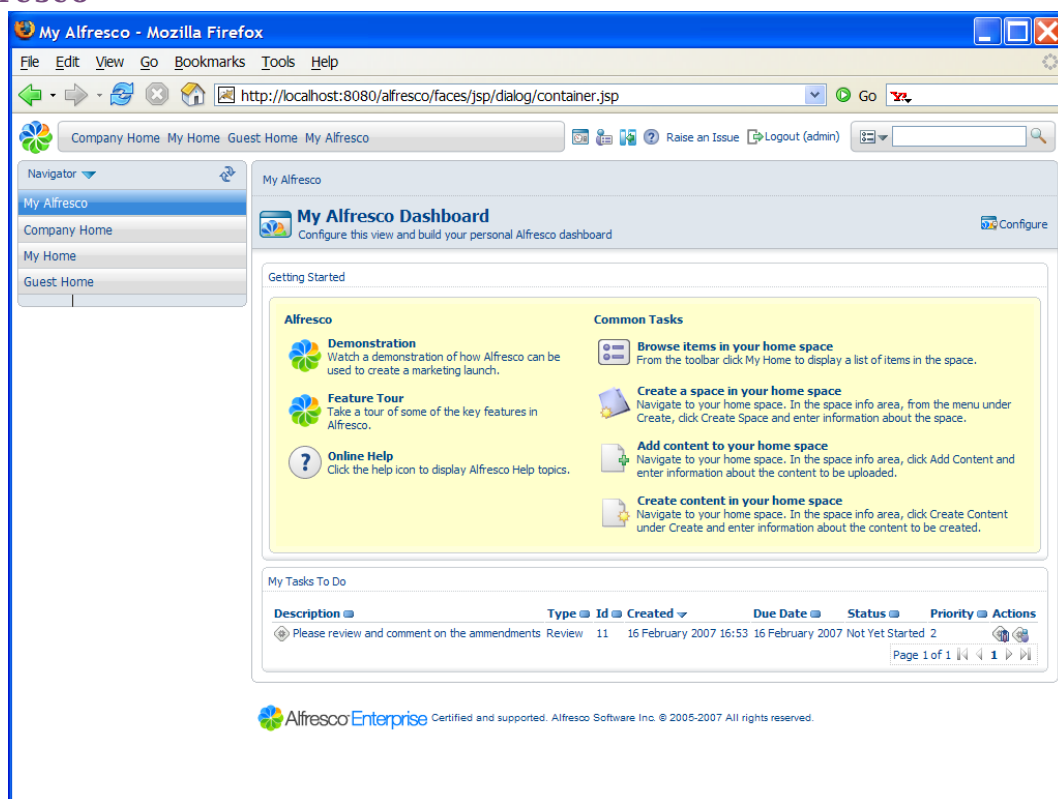 resco
My Alfresco - Mozilla Firefox
File Edit View Go Bookmarks Tools Help
http://localhost:8080/alfresco/faces/jsp/dialog/container.jsp Go
Company Home My Home Guest Home My Alfresco Raise an Issue Logout (admin)
Navigator
My Alfresco
Company Home
My Home
Guest Home
My Alfresco
My Alfresco Dashboard
Configure this view and build your personal Alfresco dashboard
Configure
Getting Started
Alfresco
Demonstration
Watch a demonstration of how Alfresco can be
used to create a marketing launch.
Feature Tour
Take a tour of some of the key features in
Alfresco.
Online Help
Click the help icon to display Alfresco Help topics.
Common Tasks
Browse items in your home space
From the toolbar click My Home to display a list of items in the space.
Create a space in your home space
Navigate to your home space. In the space info area, from the menu under
Create, click Create Space and enter information about the space.
Add content to your home space
Navigate to your home space. In the space info area, click Add Content and
enter information about the content to be uploaded.
Create content in your home space
Navigate to your home space. In the space info area, click Create Content
under Create and enter information about the content to be created.
My Tasks To Do
Description Type Id Created Due Date Status Priority Actions
Please review and comment on the ammendments Review 11 16 February 2007 16:53 16 February 2007 Not Yet Started 2
Page 1 of 1 1
Alfresco Enterprise Certified and supported. Alfresco Software Inc. © 2005-2007 All rights reserved.